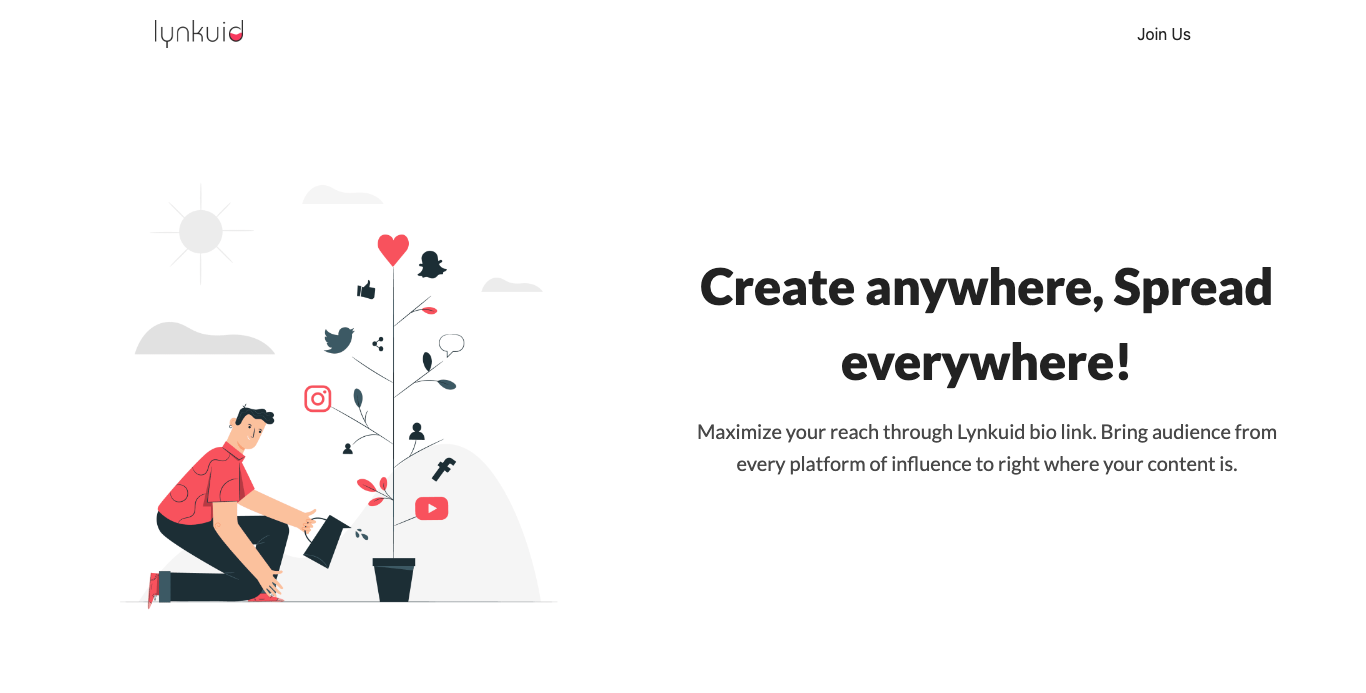 lynkuid
Join Us
Create anywhere, Spread
everywhere!
Maximize your reach through Lynkuid bio link. Bring audience from
every platform of influence to right where your content is.